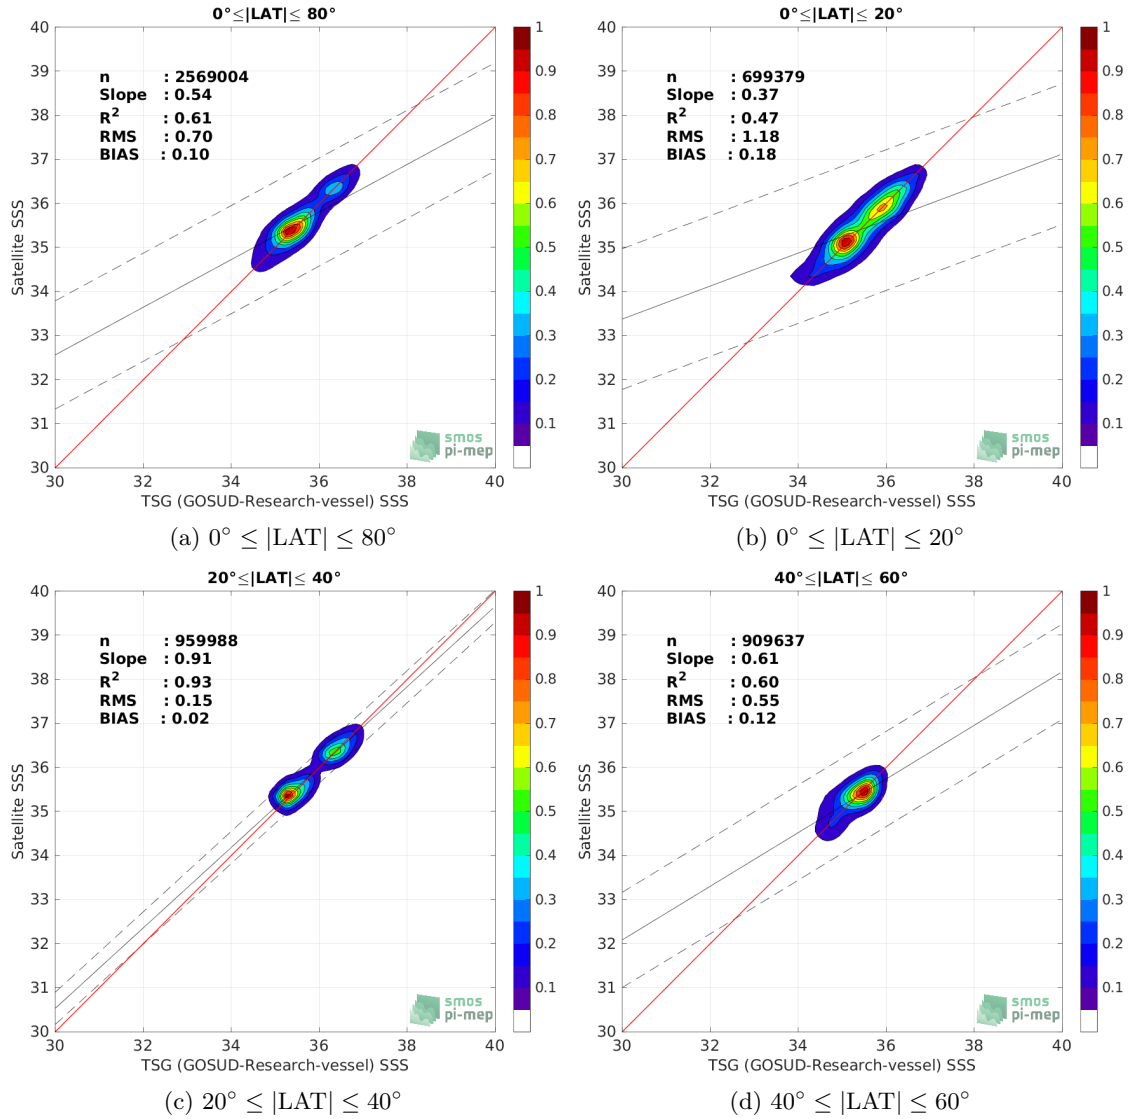 0°≤|LAT|≤ 80°
40
39
38
37
36
35
34
33
32
31
30
n : 2569004
Slope : 0.54
R² : 0.61
RMS : 0.70
BIAS : 0.10
Satellite SSS
smos
pi-mep
30 32 34 36 38 40
TSG (GOSUD-Research-vessel) SSS
1
0.9
0.8
0.7
0.6
0.5
0.4
0.3
0.2
0.1
(a) 0° ≤ |LAT| ≤ 80°
0°≤|LAT|≤ 20°
40
39
38
37
36
35
34
33
32
31
30
n : 699379
Slope : 0.37
R² : 0.47
RMS : 1.18
BIAS : 0.18
Satellite SSS
smos
pi-mep
30 32 34 36 38 40
TSG (GOSUD-Research-vessel) SSS
1
0.9
0.8
0.7
0.6
0.5
0.4
0.3
0.2
0.1
(b) 0° ≤ |LAT| ≤ 20°
20°≤|LAT|≤ 40°
40
39
38
37
36
35
34
33
32
31
30
n : 959988
Slope : 0.91
R² : 0.93
RMS : 0.15
BIAS : 0.02
Satellite SSS
smos
pi-mep
30 32 34 36 38 40
TSG (GOSUD-Research-vessel) SSS
1
0.9
0.8
0.7
0.6
0.5
0.4
0.3
0.2
0.1
(c) 20° ≤ |LAT| ≤ 40°
40°≤|LAT|≤ 60°
40
39
38
37
36
35
34
33
32
31
30
n : 909637
Slope : 0.61
R² : 0.60
RMS : 0.55
BIAS : 0.12
Satellite SSS
smos
pi-mep
30 32 34 36 38 40
TSG (GOSUD-Research-vessel) SSS
1
0.9
0.8
0.7
0.6
0.5
0.4
0.3
0.2
0.1
(d) 40° ≤ |LAT| ≤ 60°